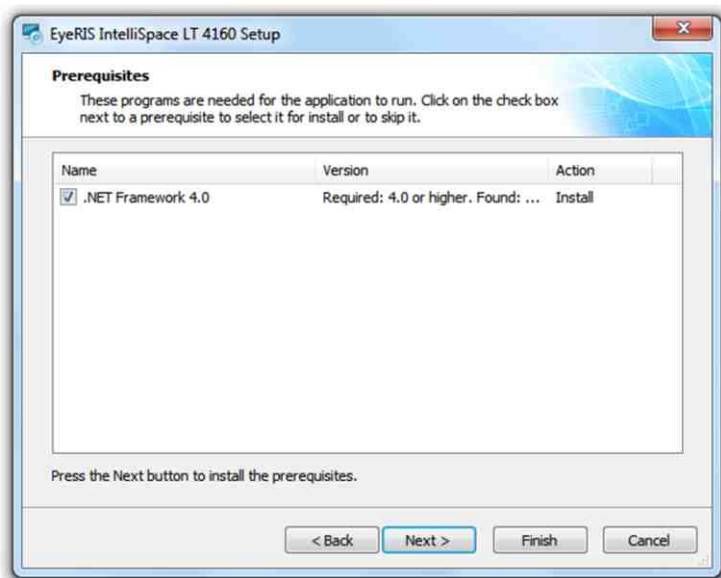 EyeRIS IntelliSpace LT 4160 Setup
Prerequisites
These programs are needed for the application to run. Click on the check box
next to a prerequisite to select it for install or to skip it.
Name Version Action
.NET Framework 4.0 Required: 4.0 or higher. Found: ... Install
Press the Next button to install the prerequisites.
< Back Next > Finish Cancel